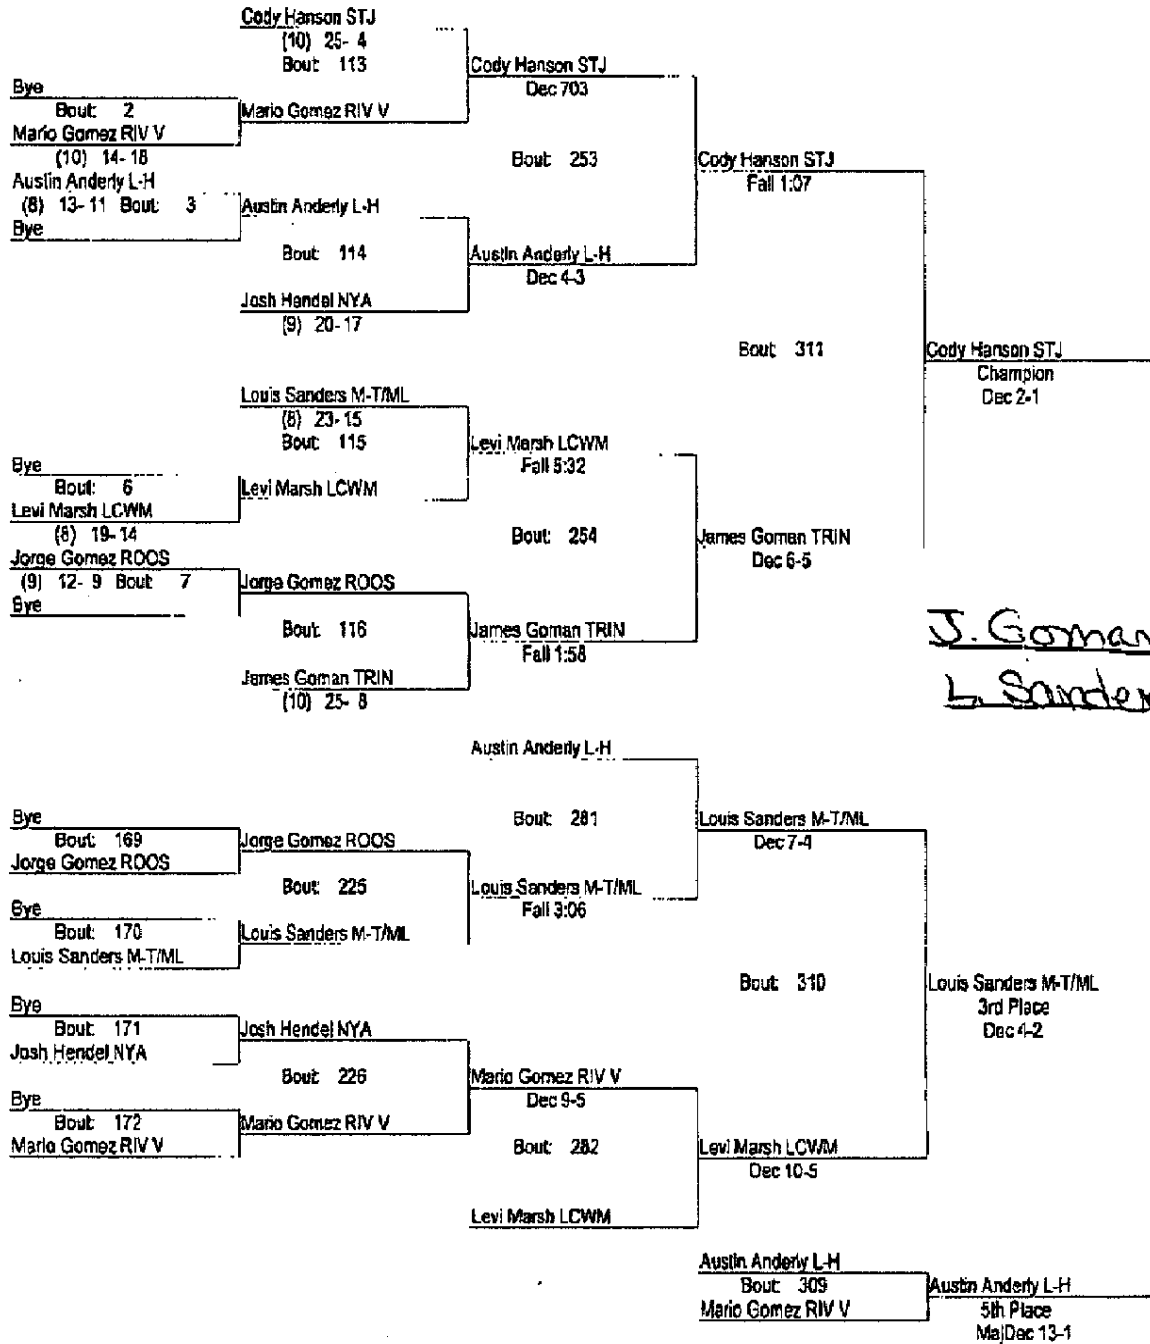 Cody Hanson STJ
(10) 25- 4
Bout: 113
Cody Hanson STJ
Dec 703
Bye
Bout: 2
Mario Gomez RIV V
Mario Gomez RIV V
(10) 14- 18
Bout: 253
Cody Hanson STJ
Fall 1:07
Austin Anderly L-H
(8) 13- 11 Bout: 3
Austin Anderly L-H
Bye
Bout: 114
Austin Anderly L-H
Dec 4-3
Josh Hendel NYA
(9) 20- 17
Bout: 311
Cody Hanson STJ
Champion
Dec 2-1
Louis Sanders M-T/ML
(8) 23- 15
Bout: 115
Levi Marsh LCWM
Fall 5:32
Bye
Bout: 6
Levi Marsh LCWM
Levi Marsh LCWM
(8) 19- 14
Bout: 254
James Goman TRIN
Dec 6-5
Jorge Gomez ROOS
(9) 12- 9 Bout: 7
Jorge Gomez ROOS
Bye
Bout: 116
James Goman TRIN
Fall 1:58
James Goman TRIN
(10) 25- 8
J. Goman
L. Sander
Austin Anderly L-H
Bye
Bout: 169
Jorge Gomez ROOS
Jorge Gomez ROOS
Bout: 281
Louis Sanders M-T/ML
Dec 7-4
Bout: 225
Louis Sanders M-T/ML
Fall 3:06
Bye
Bout: 170
Louis Sanders M-T/ML
Louis Sanders M-T/ML
Bout: 310
Louis Sanders M-T/ML
3rd Place
Dec 4-2
Bye
Bout: 171
Josh Hendel NYA
Josh Hendel NYA
Bout: 226
Mario Gomez RIV V
Dec 9-5
Bye
Bout: 172
Mario Gomez RIV V
Mario Gomez RIV V
Bout: 282
Levi Marsh LCWM
Dec 10-5
Levi Marsh LCWM
Austin Anderly L-H
Bout: 309
Mario Gomez RIV V
Austin Anderly L-H
5th Place
MajDec 13-1